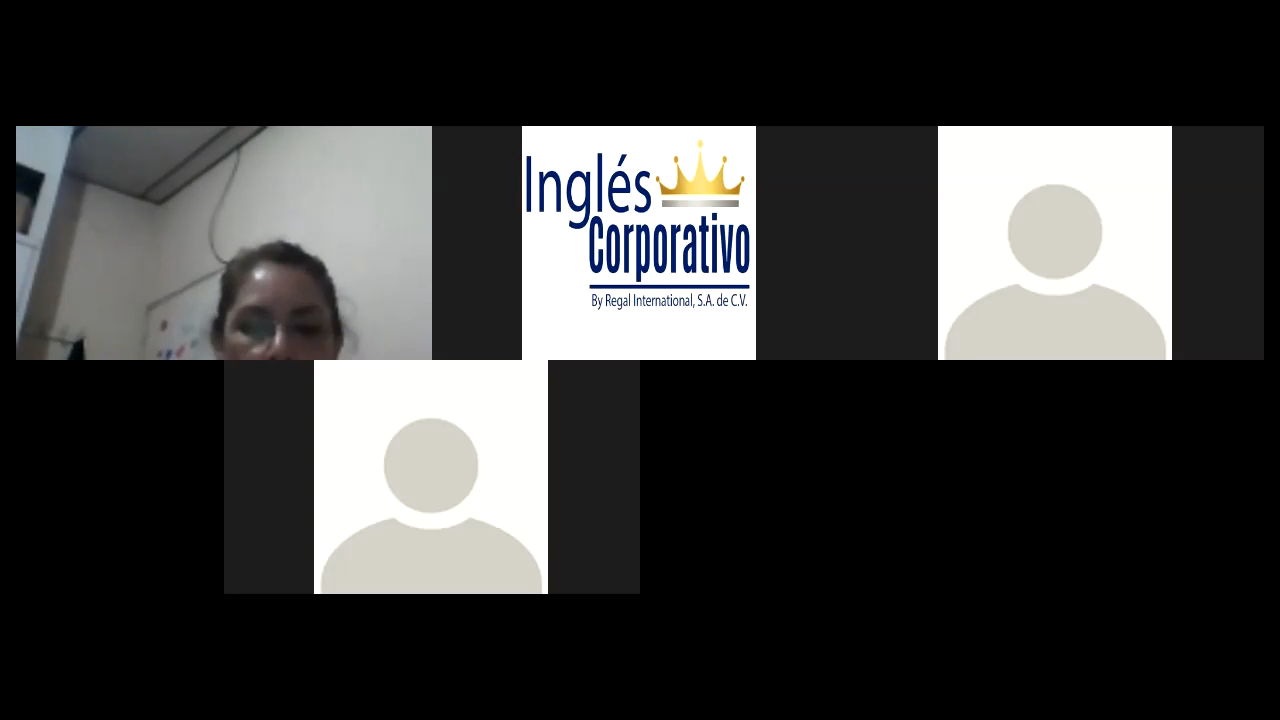 Inglés
Corporativo
By Regal International, S.A. de C.V.